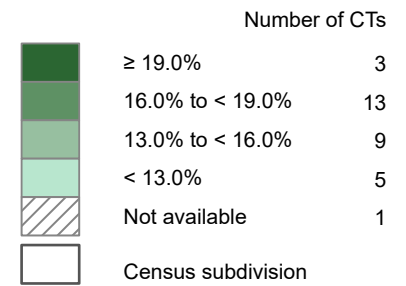 Number of CTs
≥ 19.0% 3
16.0% to < 19.0% 13
13.0% to < 16.0% 9
< 13.0% 5
Not available 1
Census subdivision